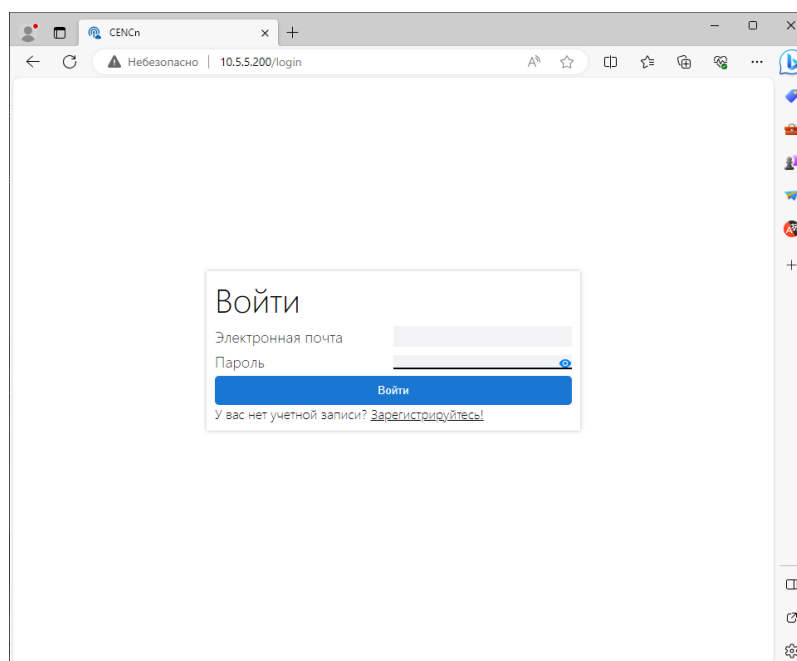 CENCn
Небезопасно | 10.5.5.200/login
Войти
Электронная почта
Пароль
Войти
У вас нет учетной записи? Зарегистрируйтесь!